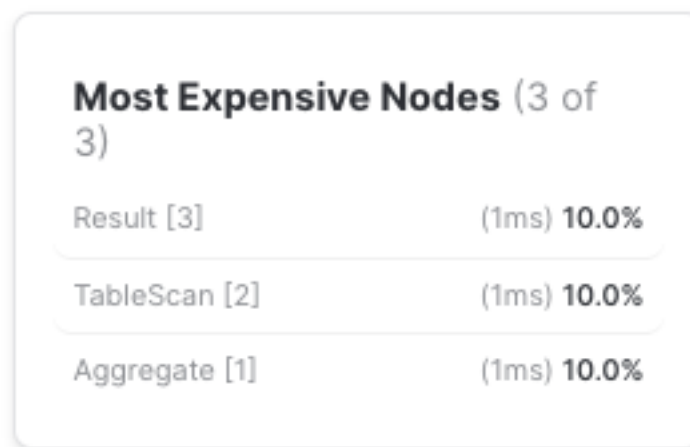 Most Expensive Nodes (3 of
3)
Result [3] (1ms) 10.0%
TableScan [2] (1ms) 10.0%
Aggregate [1] (1ms) 10.0%